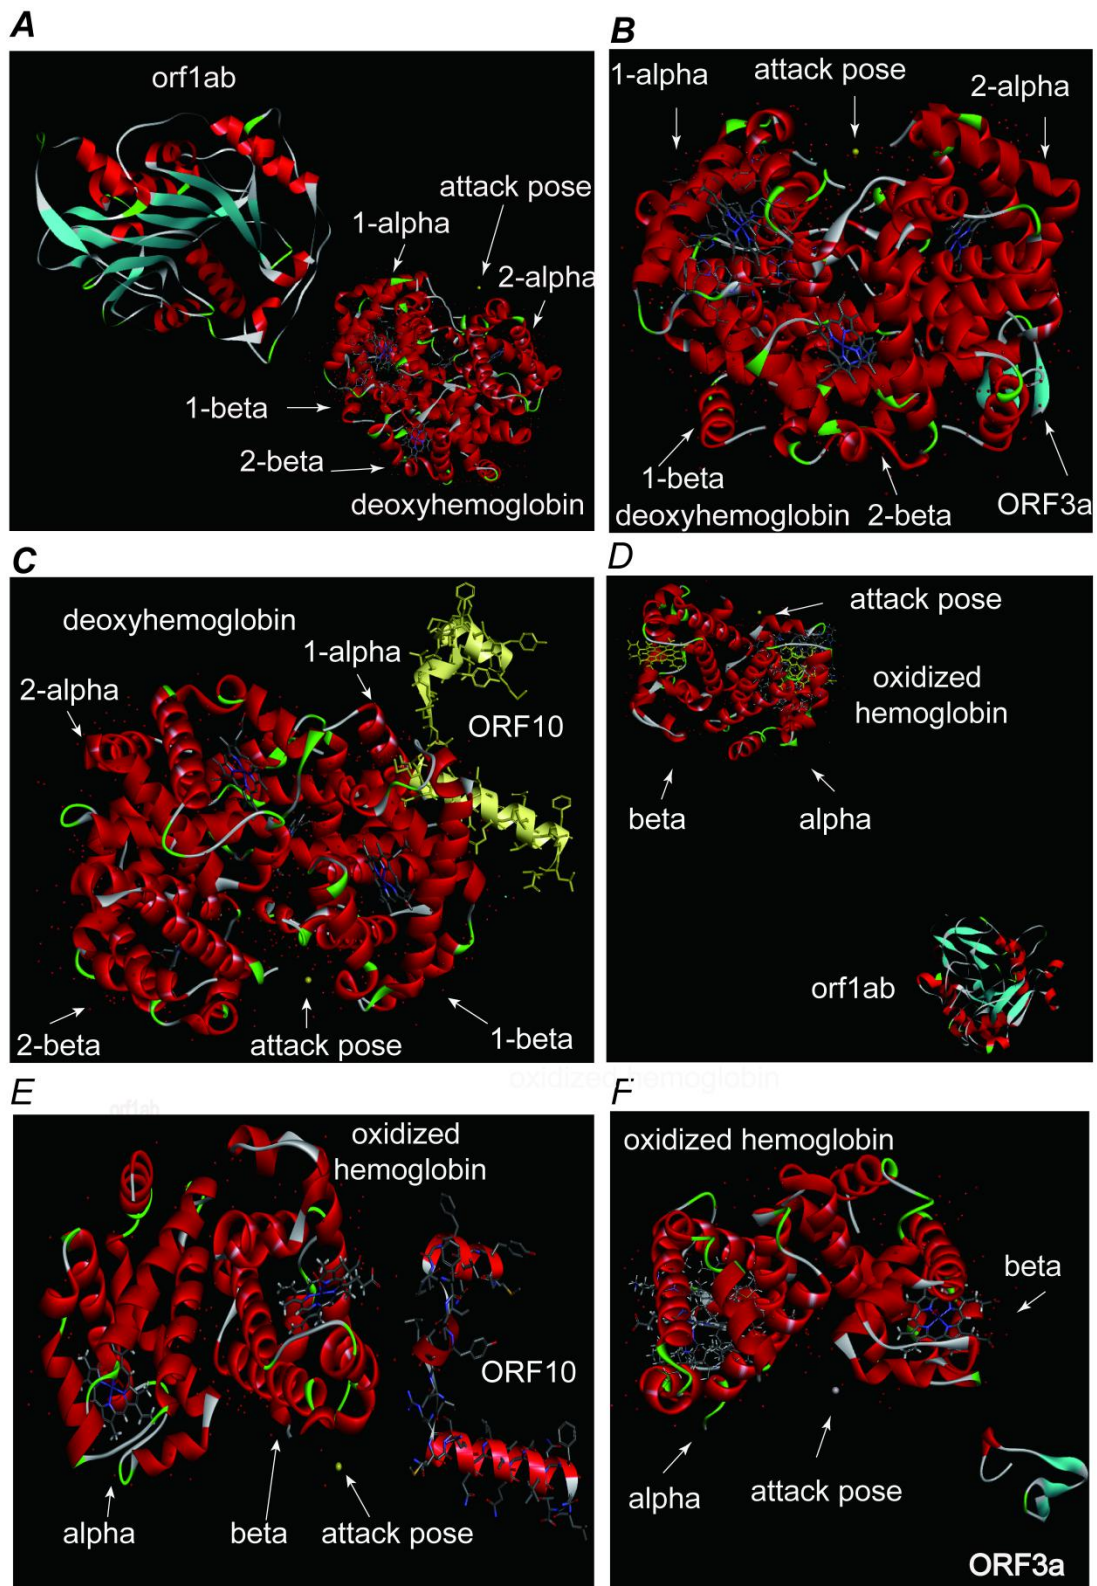 A
orf1ab
attack pose
1-alpha
2-alpha
1-beta
2-beta
deoxyhemoglobin
B
1-alpha
attack pose
2-alpha
1-beta
deoxyhemoglobin
2-beta
ORF3a
C
deoxyhemoglobin
1-alpha
2-alpha
ORF10
2-beta
attack pose
1-beta
D
attack pose
oxidized
hemoglobin
beta
alpha
orf1ab
oxidized hemoglobin
E
orf1ab
oxidized
hemoglobin
ORF10
alpha
beta
attack pose
F
oxidized hemoglobin
beta
alpha
attack pose
ORF3a